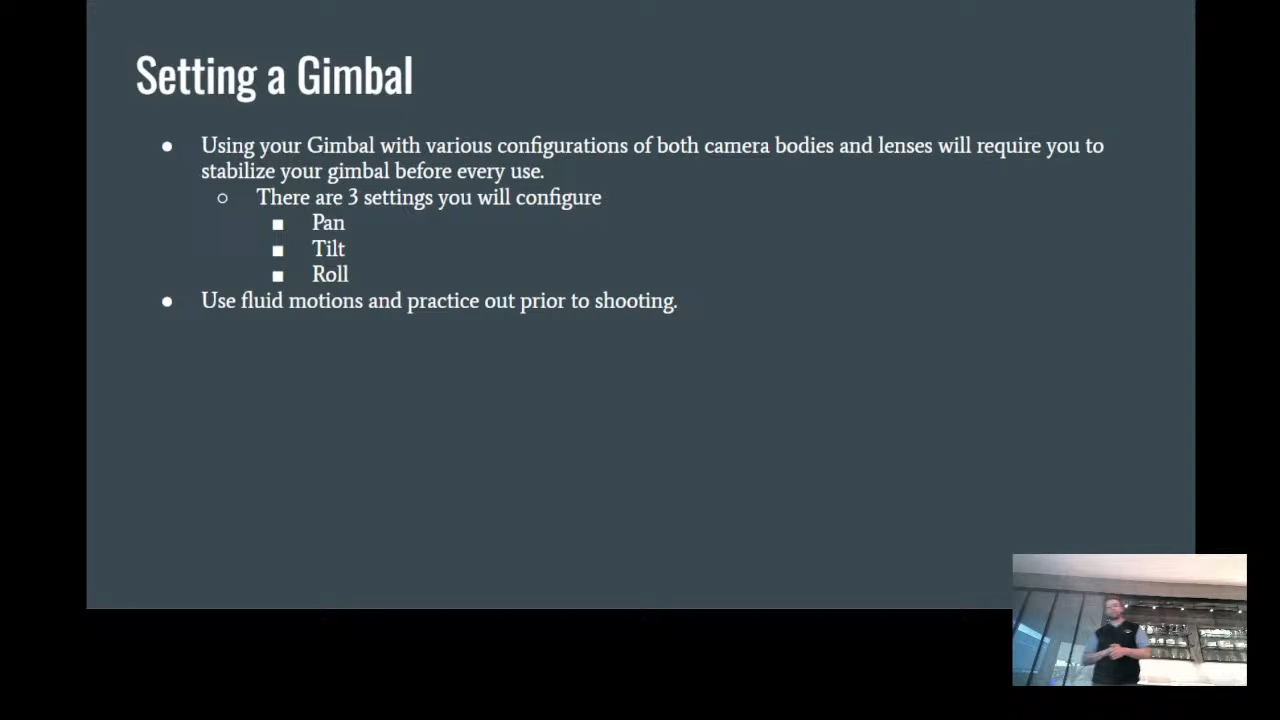 Setting a Gimbal
● Using your Gimbal with various configurations of both camera bodies and lenses will require you to
stabilize your gimbal before every use.
○ There are 3 settings you will configure
■ Pan
■ Tilt
■ Roll
● Use fluid motions and practice out prior to shooting.